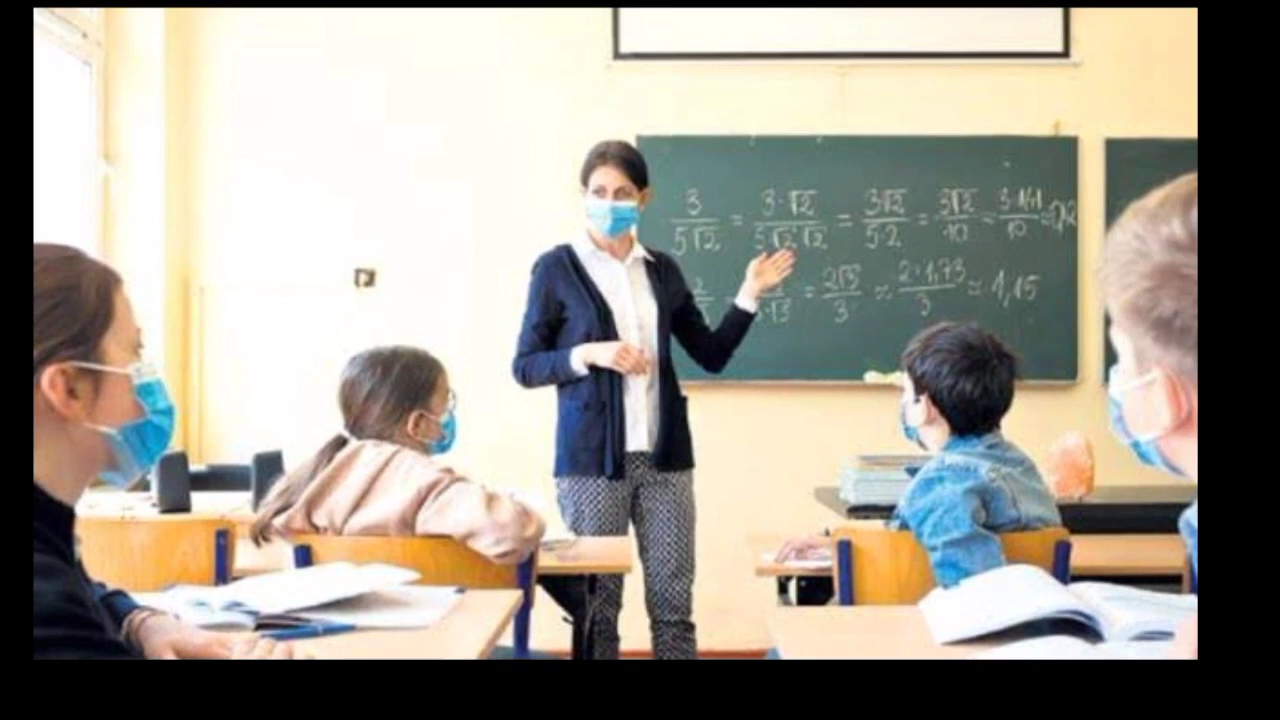 3/(5√2) = (3·√2)/(5√2√2) = (3√2)/(5·2) = (3√2)/10 = (3·1,41)/10
= (2√3)/3 ≈ (2·1,73)/3 ≈ 1,15